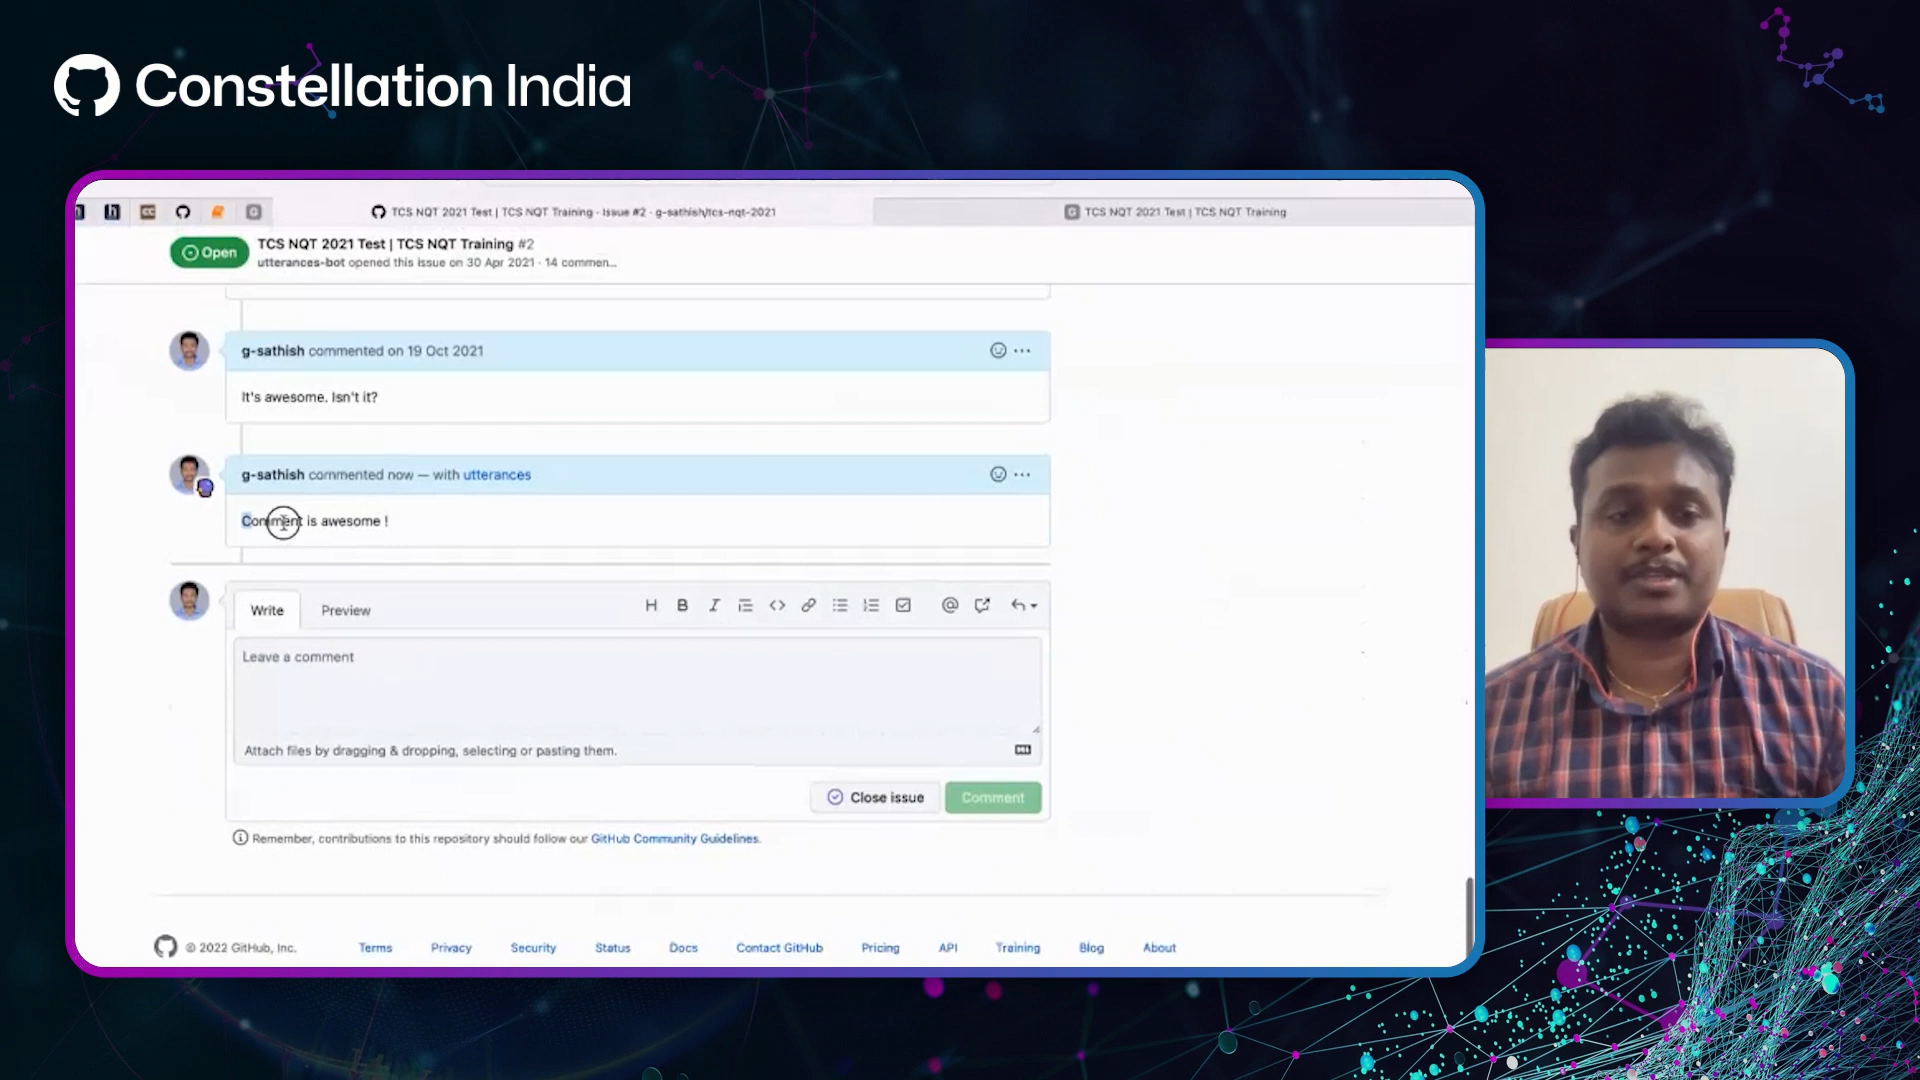 Constellation India
TCS NQT 2021 Test | TCS NQT Training · Issue #2 · g-sathish/tcs-nqt-2021
TCS NQT 2021 Test | TCS NQT Training
Open
TCS NQT 2021 Test | TCS NQT Training #2
utterances-bot opened this issue on 30 Apr 2021 · 14 commen...
g-sathish commented on 19 Oct 2021
It's awesome. Isn't it?
g-sathish commented now — with utterances
Comment is awesome !
Write Preview
Leave a comment
Attach files by dragging & dropping, selecting or pasting them.
Close issue Comment
Remember, contributions to this repository should follow our GitHub Community Guidelines.
© 2022 GitHub, Inc. Terms Privacy Security Status Docs Contact GitHub Pricing API Training Blog About